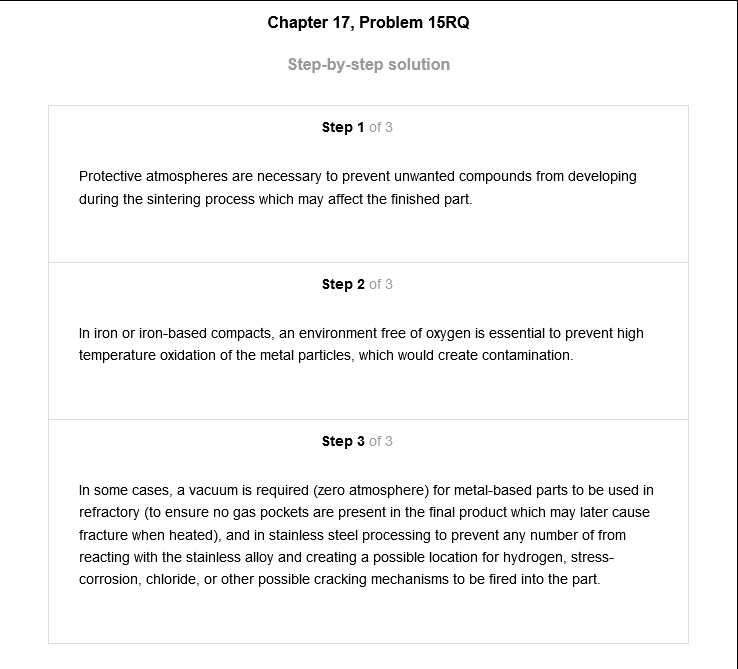 Chapter 17, Problem 15RQ
Step-by-step solution
Step 1 of 3
Protective atmospheres are necessary to prevent unwanted compounds from developing
during the sintering process which may affect the finished part.
Step 2 of 3
In iron or iron-based compacts, an environment free of oxygen is essential to prevent high
temperature oxidation of the metal particles, which would create contamination.
Step 3 of 3
In some cases, a vacuum is required (zero atmosphere) for metal-based parts to be used in
refractory (to ensure no gas pockets are present in the final product which may later cause
fracture when heated), and in stainless steel processing to prevent any number of from
reacting with the stainless alloy and creating a possible location for hydrogen, stress-
corrosion, chloride, or other possible cracking mechanisms to be fired into the part.